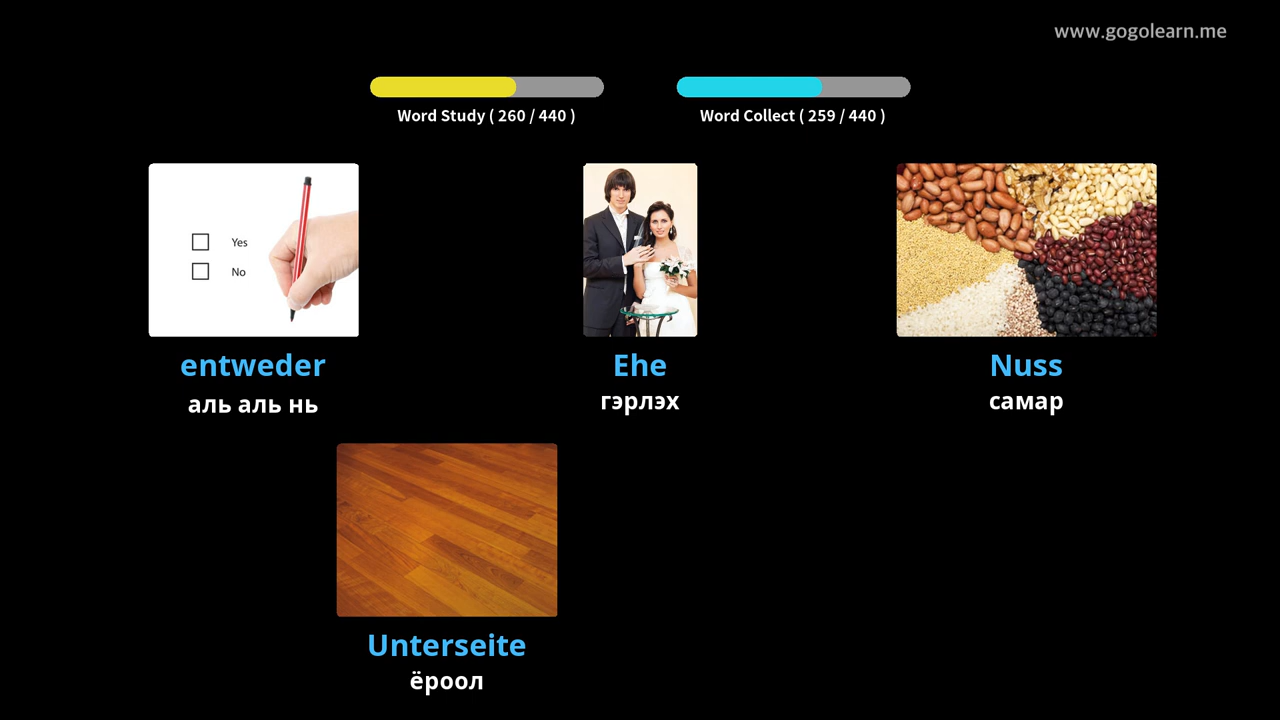 www.gogolearn.me
Word Study ( 260 / 440 )
Word Collect ( 259 / 440 )
Yes
No
entweder
аль аль нь
Ehe
гэрлэх
Nuss
самар
Unterseite
ёроол